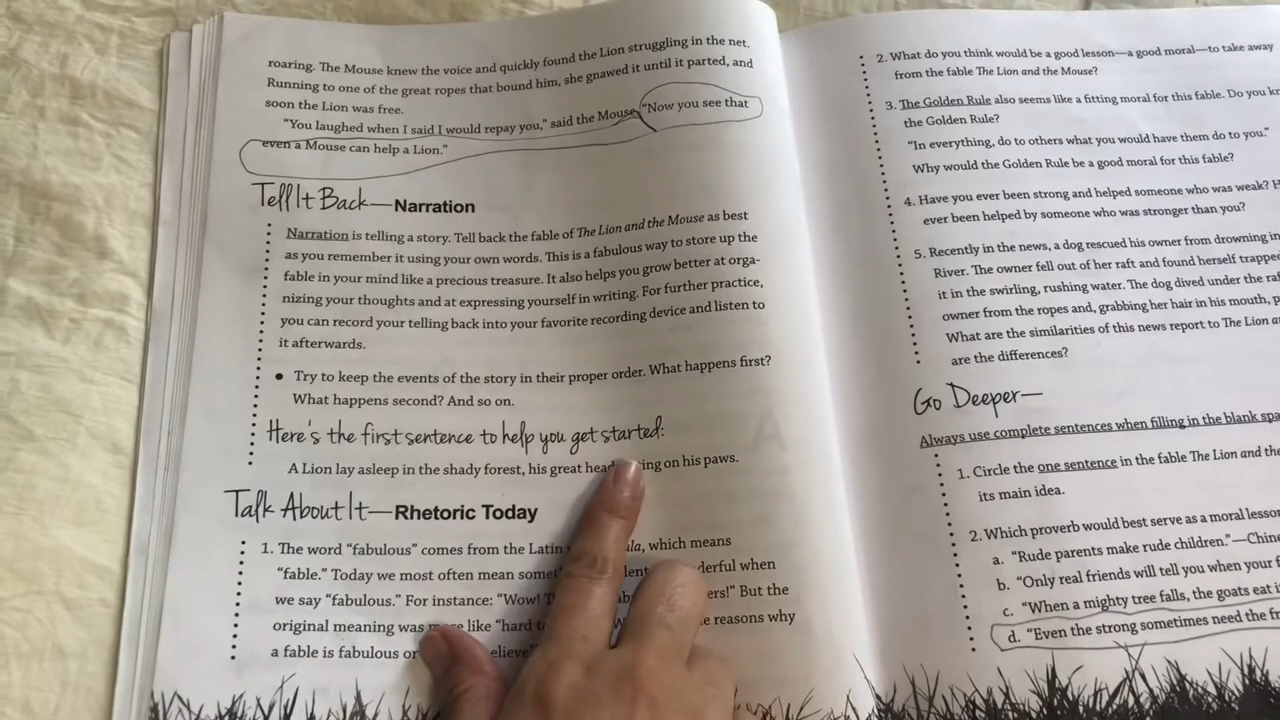 roaring. The Mouse knew the voice and quickly found the Lion struggling in the net.
Running to one of the great ropes that bound him, she gnawed it until it parted, and
soon the Lion was free.
“You laughed when I said I would repay you,” said the Mouse. “Now you see that
even a Mouse can help a Lion.”
Tell It Back—Narration
Narration is telling a story. Tell back the fable of The Lion and the Mouse as best
as you remember it using your own words. This is a fabulous way to store up the
fable in your mind like a precious treasure. It also helps you grow better at orga-
nizing your thoughts and at expressing yourself in writing. For further practice,
you can record your telling back into your favorite recording device and listen to
it afterwards.
• Try to keep the events of the story in their proper order. What happens first?
What happens second? And so on.
Here's the first sentence to help you get started:
A Lion lay asleep in the shady forest, his great head on his paws.
Talk About It—Rhetoric Today
1. The word “fabulous” comes from the Latin which means
“fable.” Today we most often mean when
we say “fabulous.” For instance: “Wow! But the
original meaning was like “hard reasons why
a fable is fabulous or
2. What do you think would be a good lesson—a good moral—to take away
from the fable The Lion and the Mouse?
3. The Golden Rule also seems like a fitting moral for this fable. Do you
the Golden Rule?
“In everything, do to others what you would have them do to you.”
Why would the Golden Rule be a good moral for this fable?
4. Have you ever been strong and helped someone who was weak?
ever been helped by someone who was stronger than you?
5. Recently in the news, a dog rescued his owner from drowning in
River. The owner fell out of her raft and found herself trapped
it in the swirling, rushing water. The dog dived under the
owner from the ropes and, grabbing her hair in his mouth,
What are the similarities of this news report to The Lion
are the differences?
Go Deeper—
Always use complete sentences when filling in the blank
1. Circle the one sentence in the fable The Lion and the
its main idea.
2. Which proverb would best serve as a moral lesson
a. “Rude parents make rude children.”—
b. “Only real friends will tell you when your
c. “When a mighty tree falls, the goats eat
d. “Even the strong sometimes need the